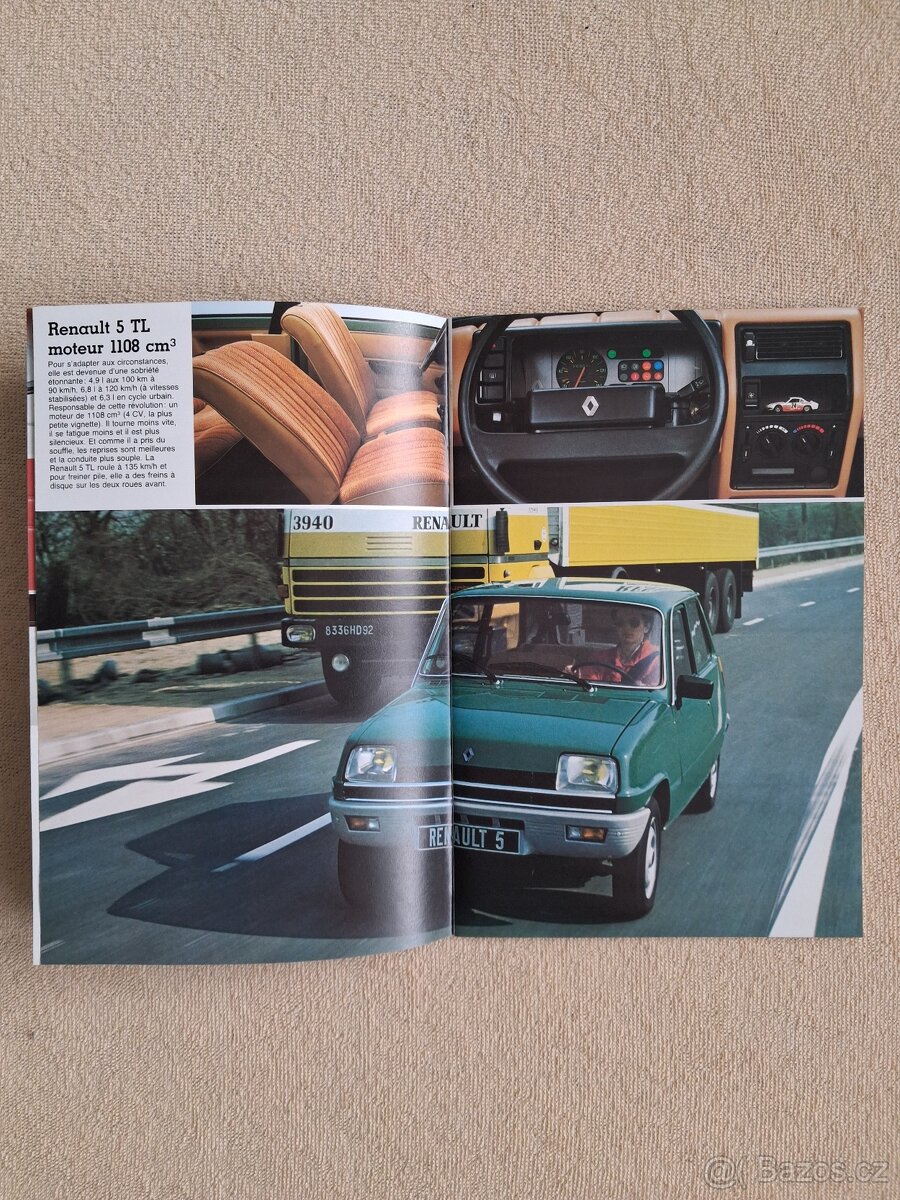 Renault 5 TL
moteur 1108 cm³
Pour s'adapter aux circonstances,
elle est devenue d'une sobriété
étonnante: 4,9 l aux 100 km à
90 km/h, 6,8 l à 120 km/h (à vitesses
stabilisées) et 6,3 l en cycle urbain.
Responsable de cette révolution: un
moteur de 1108 cm³ (4 CV, la plus
petite vignette). Il tourne moins vite,
il se fatigue moins et il est plus
silencieux. Et comme il a pris du
souffle, les reprises sont meilleures
et la conduite plus souple. La
Renault 5 TL roule à 135 km/h et
pour freiner pile, elle a des freins à
disque sur les deux roues avant.
3940 RENAULT
8336HD92
RENAULT 5
@ Bazoš.cz